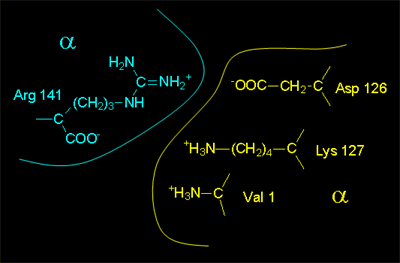 α
H₂N
C=NH₂⁺
Arg 141
(CH₂)₃–NH
C
COO⁻
⁻OOC–CH₂–C
Asp 126
⁺H₃N–(CH₂)₄–C
Lys 127
⁺H₃N–C
Val 1
α